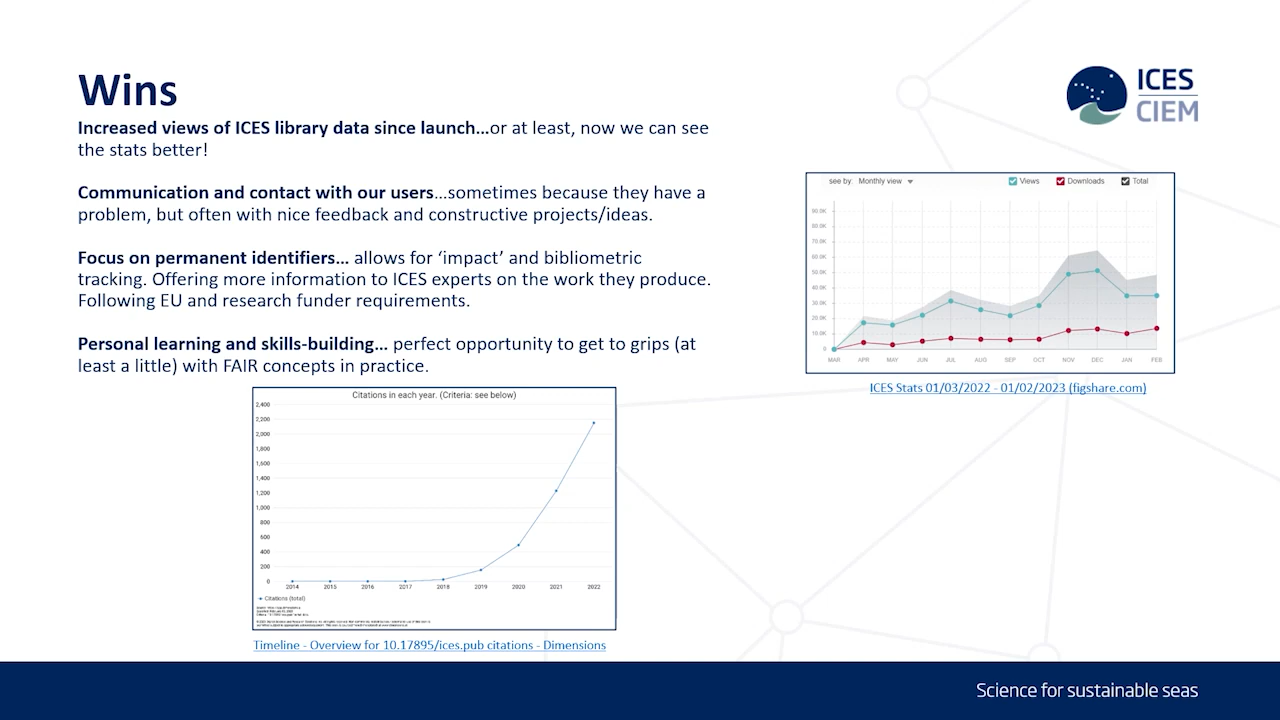 Wins
Increased views of ICES library data since launch...or at least, now we can see
the stats better!
Communication and contact with our users...sometimes because they have a
problem, but often with nice feedback and constructive projects/ideas.
Focus on permanent identifiers... allows for ‘impact’ and bibliometric
tracking. Offering more information to ICES experts on the work they produce.
Following EU and research funder requirements.
Personal learning and skills-building... perfect opportunity to get to grips (at
least a little) with FAIR concepts in practice.
ICES
CIEM
see by: Monthly view
Views Downloads Total
90.0K
80.0K
70.0K
60.0K
50.0K
40.0K
30.0K
20.0K
10.0K
0
MAR APR MAY JUN JUL AUG SEP OCT NOV DEC JAN FEB
ICES Stats 01/03/2022 - 01/02/2023 (figshare.com)
Citations in each year. (Criteria: see below)
2,400
2,200
2,000
1,800
1,600
1,400
1,200
1,000
800
600
400
200
0
2014 2015 2016 2017 2018 2019 2020 2021 2022
Citations (total)
Timeline - Overview for 10.17895/ices.pub citations - Dimensions
Science for sustainable seas